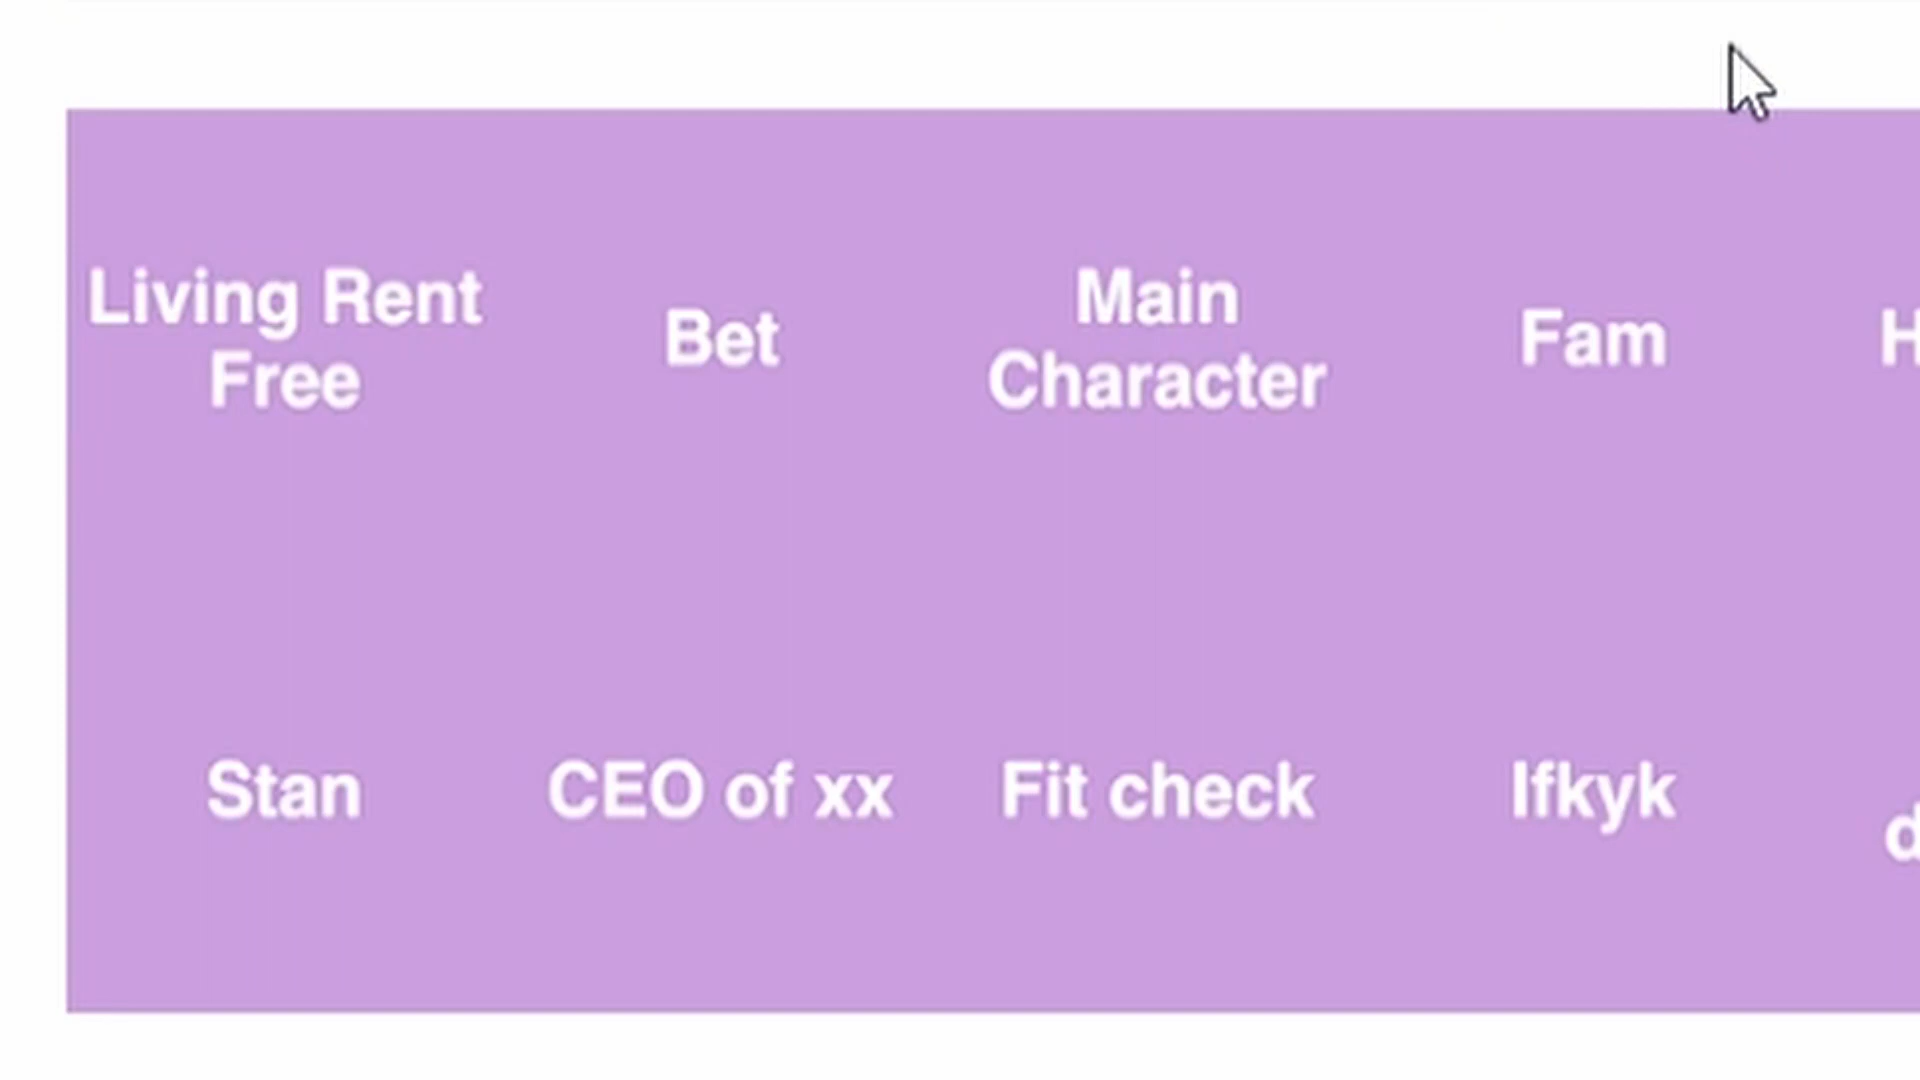 Living Rent
Free
Bet
Main
Character
Fam
Stan
CEO of xx
Fit check
Ifkyk